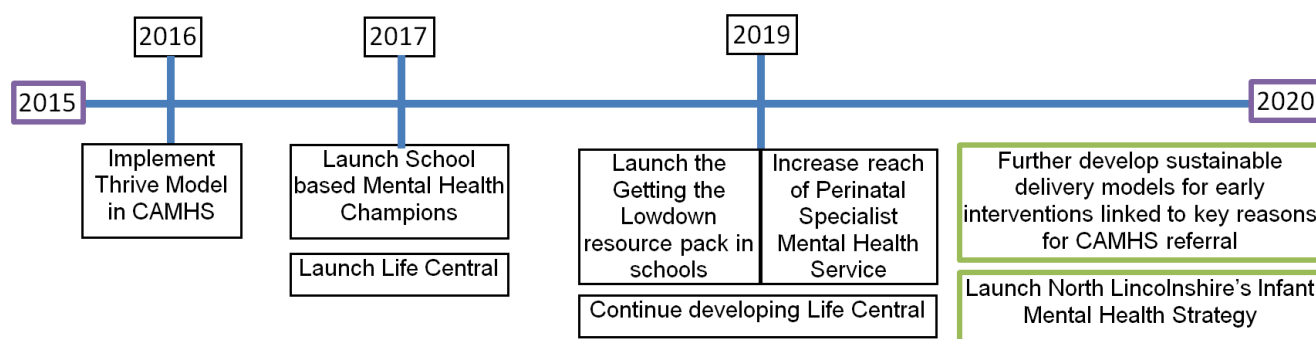 2016
2017
2019
2015
2020
Implement
Thrive Model
in CAMHS
Launch School
based Mental Health
Champions
Launch Life Central
Launch the
Getting the
Lowdown
resource pack in
schools
Increase reach
of Perinatal
Specialist
Mental Health
Service
Continue developing Life Central
Further develop sustainable
delivery models for early
interventions linked to key reasons
for CAMHS referral
Launch North Lincolnshire’s Infant
Mental Health Strategy